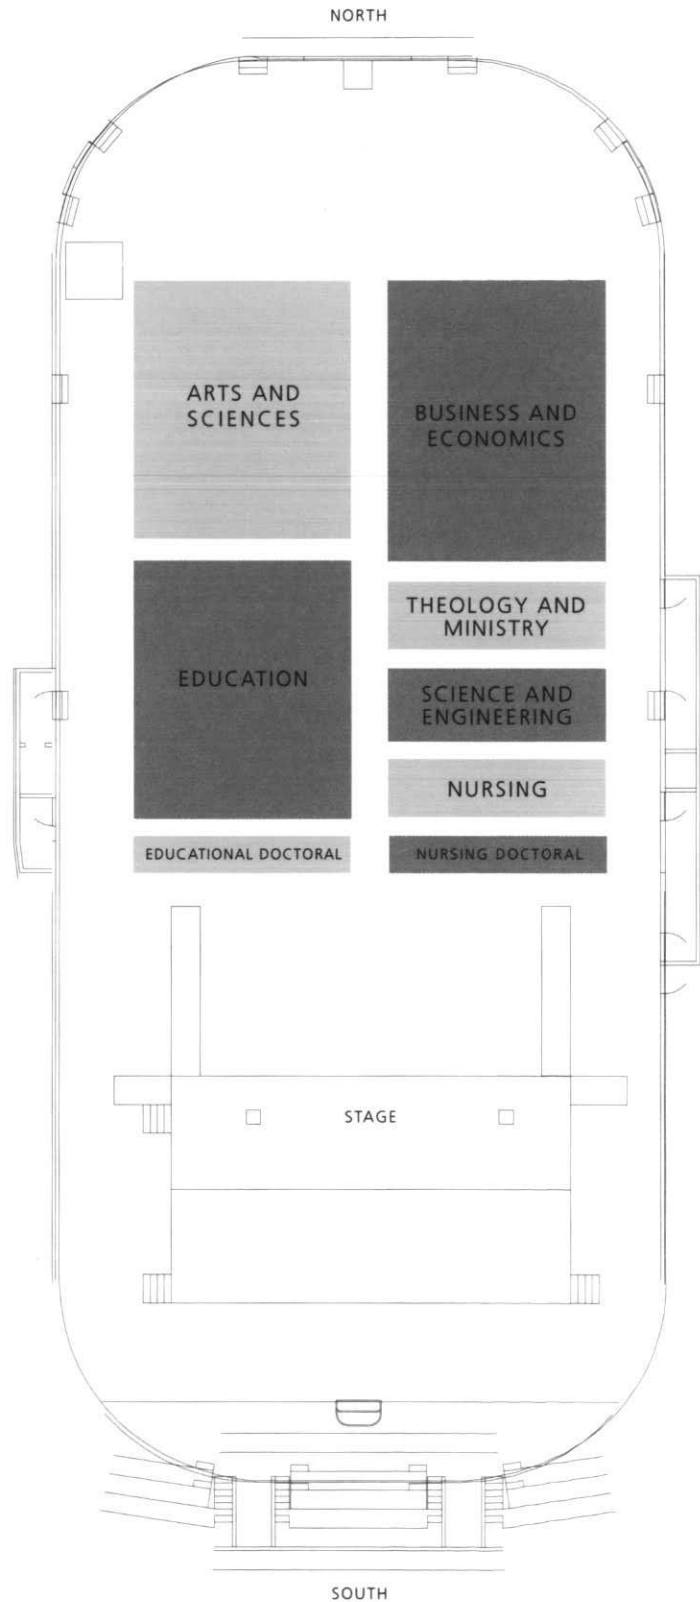 NORTH
ARTS AND
SCIENCES
BUSINESS AND
ECONOMICS
THEOLOGY AND
MINISTRY
EDUCATION
SCIENCE AND
ENGINEERING
NURSING
EDUCATIONAL DOCTORAL
NURSING DOCTORAL
STAGE
SOUTH